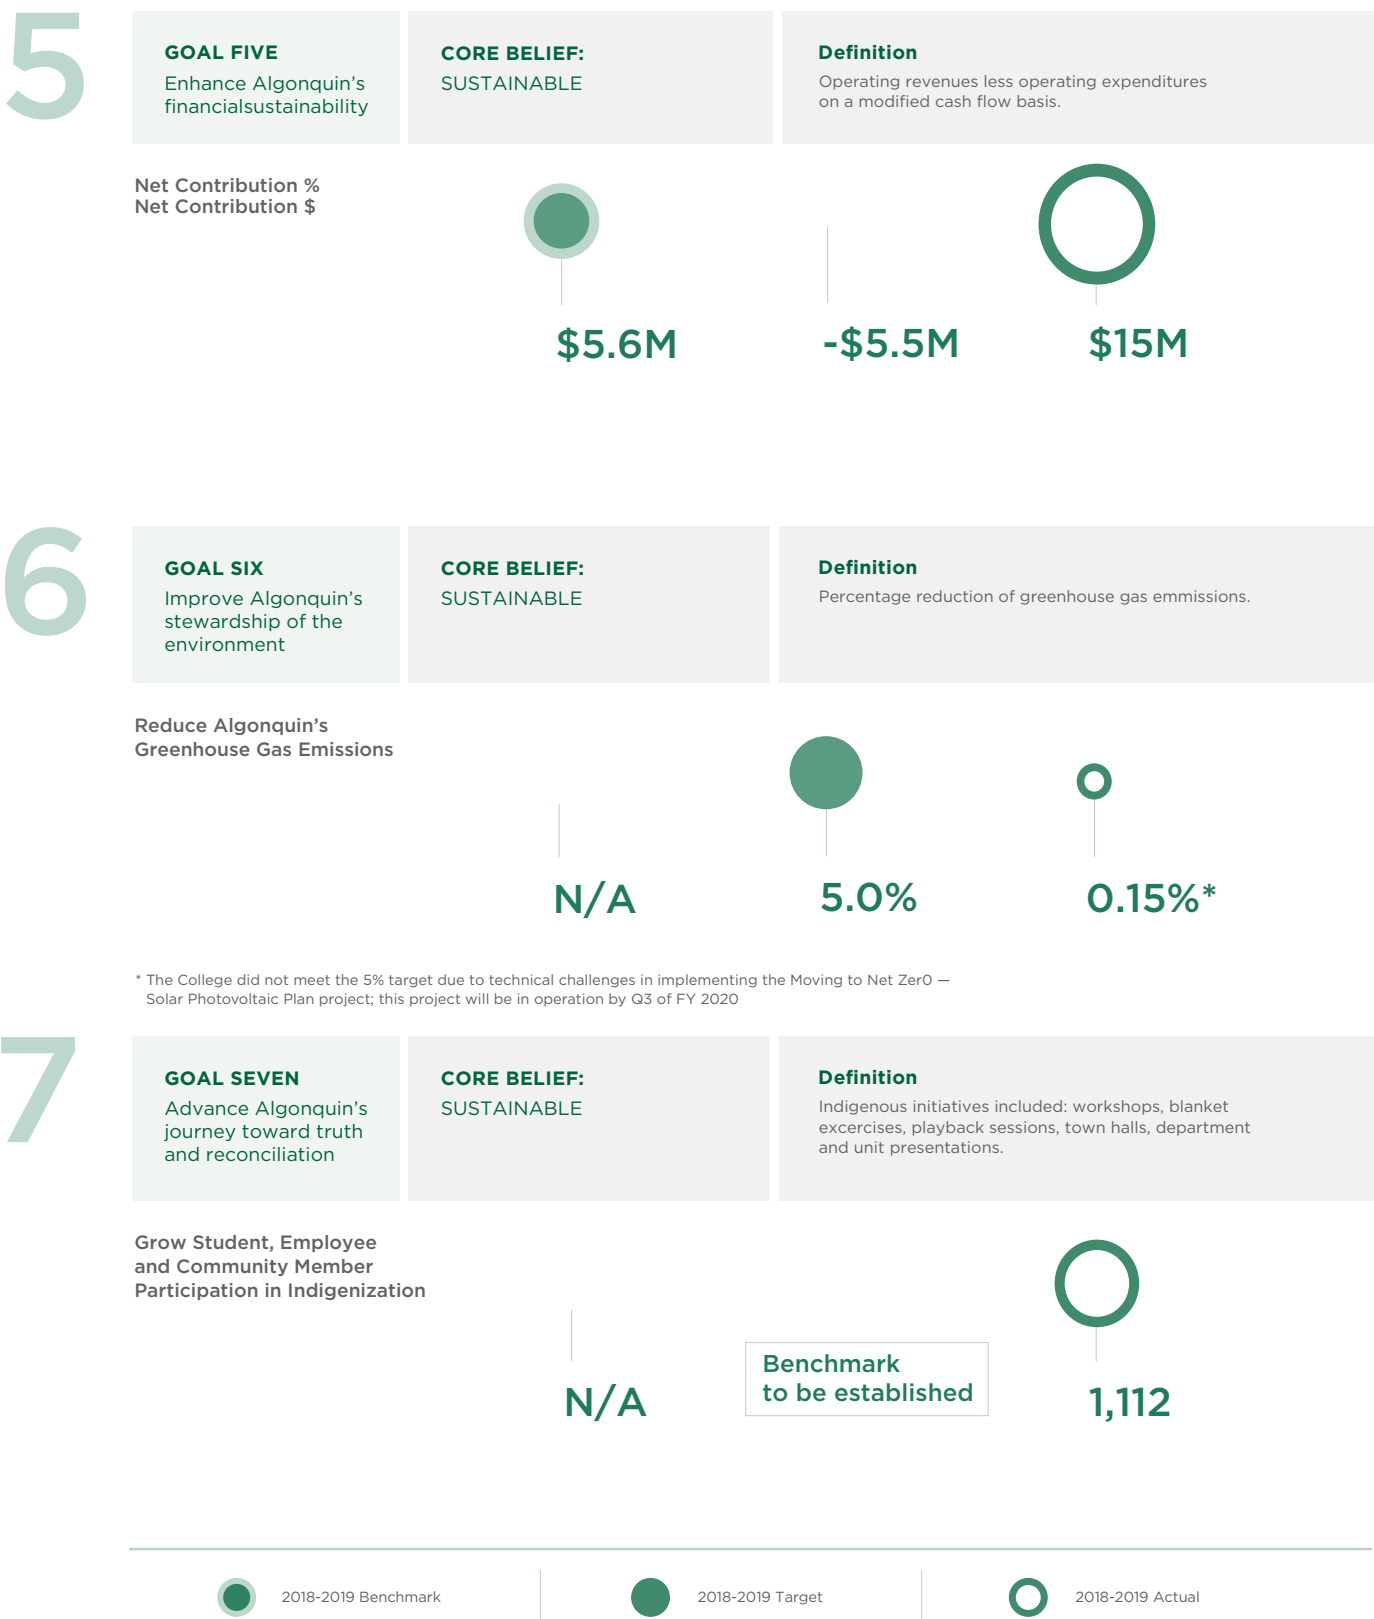 5
GOAL FIVE
Enhance Algonquin’s
financialsustainability
CORE BELIEF:
SUSTAINABLE
Definition
Operating revenues less operating expenditures
on a modified cash flow basis.
Net Contribution %
Net Contribution $
$5.6M
-$5.5M
$15M
6
GOAL SIX
Improve Algonquin’s
stewardship of the
environment
CORE BELIEF:
SUSTAINABLE
Definition
Percentage reduction of greenhouse gas emmissions.
Reduce Algonquin’s
Greenhouse Gas Emissions
N/A
5.0%
0.15%*
* The College did not meet the 5% target due to technical challenges in implementing the Moving to Net Zer0 —
Solar Photovoltaic Plan project; this project will be in operation by Q3 of FY 2020
7
GOAL SEVEN
Advance Algonquin’s
journey toward truth
and reconciliation
CORE BELIEF:
SUSTAINABLE
Definition
Indigenous initiatives included: workshops, blanket
excercises, playback sessions, town halls, department
and unit presentations.
Grow Student, Employee
and Community Member
Participation in Indigenization
N/A
Benchmark
to be established
1,112
2018-2019 Benchmark
2018-2019 Target
2018-2019 Actual